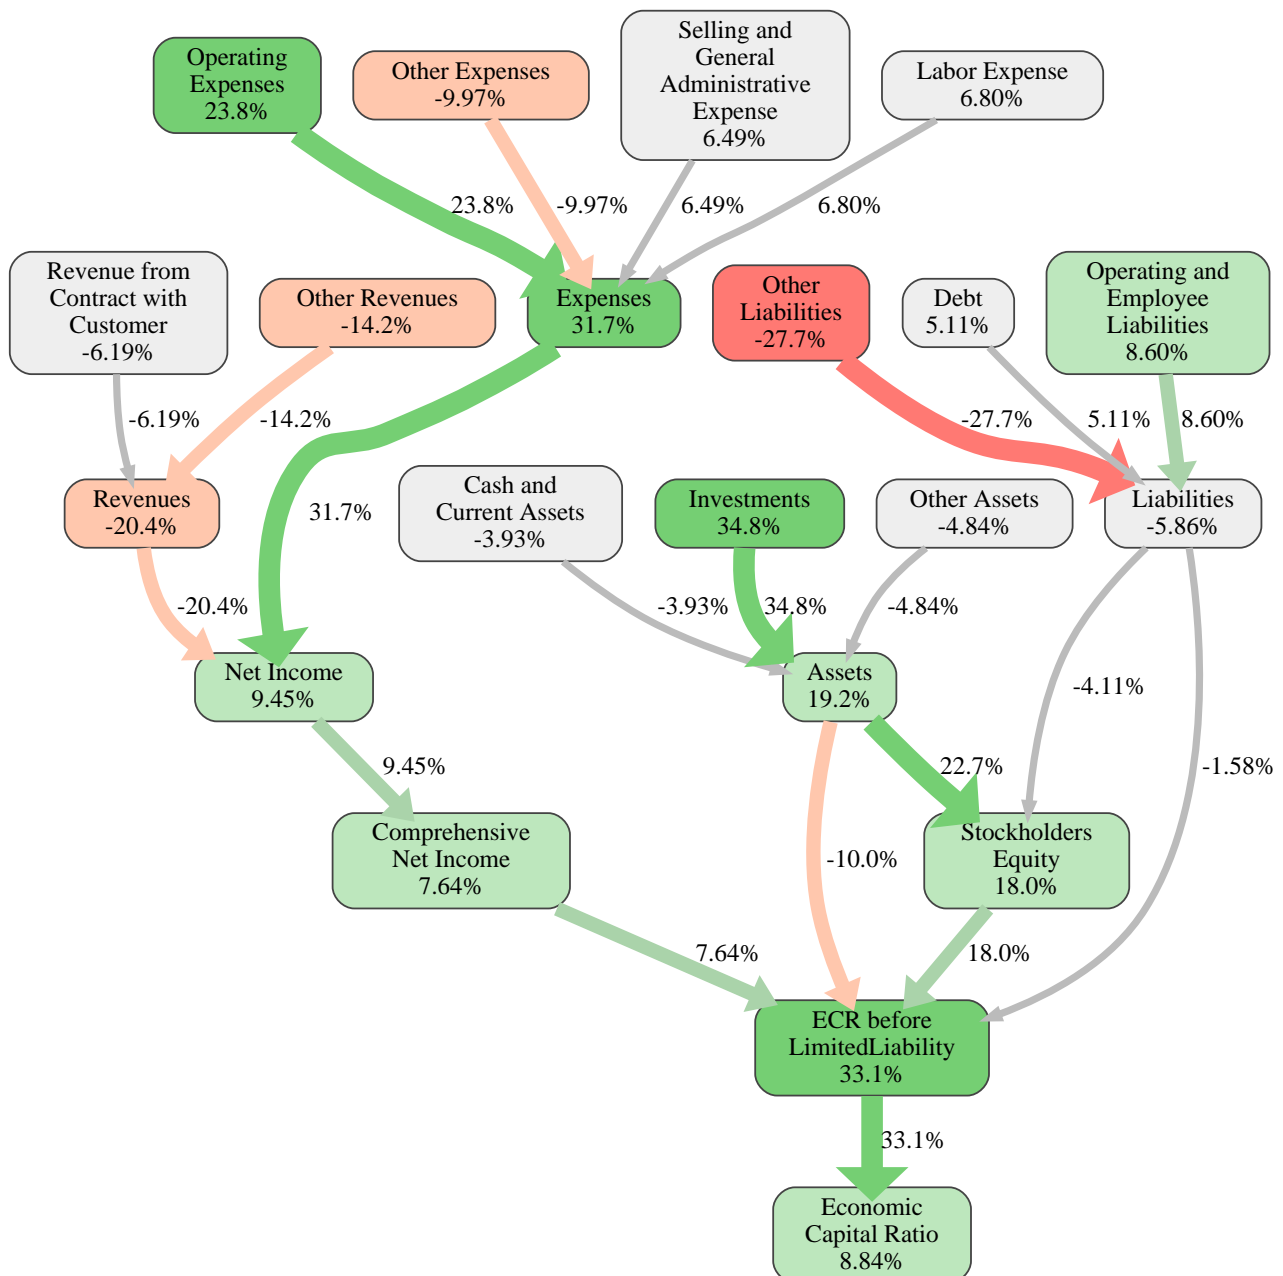 Operating
Expenses
23.8%
Other Expenses
-9.97%
Selling and
General
Administrative
Expense
6.49%
Labor Expense
6.80%
23.8%
-9.97%
6.49%
6.80%
Revenue from
Contract with
Customer
-6.19%
Other Revenues
-14.2%
Expenses
31.7%
Other
Liabilities
-27.7%
Debt
5.11%
Operating and
Employee
Liabilities
8.60%
-6.19%
-14.2%
-27.7%
5.11%
8.60%
Revenues
-20.4%
31.7%
Cash and
Current Assets
-3.93%
Investments
34.8%
Other Assets
-4.84%
Liabilities
-5.86%
-20.4%
-3.93%
34.8%
-4.84%
Net Income
9.45%
Assets
19.2%
-4.11%
9.45%
22.7%
-1.58%
Comprehensive
Net Income
7.64%
-10.0%
Stockholders
Equity
18.0%
7.64%
18.0%
ECR before
LimitedLiability
33.1%
33.1%
Economic
Capital Ratio
8.84%